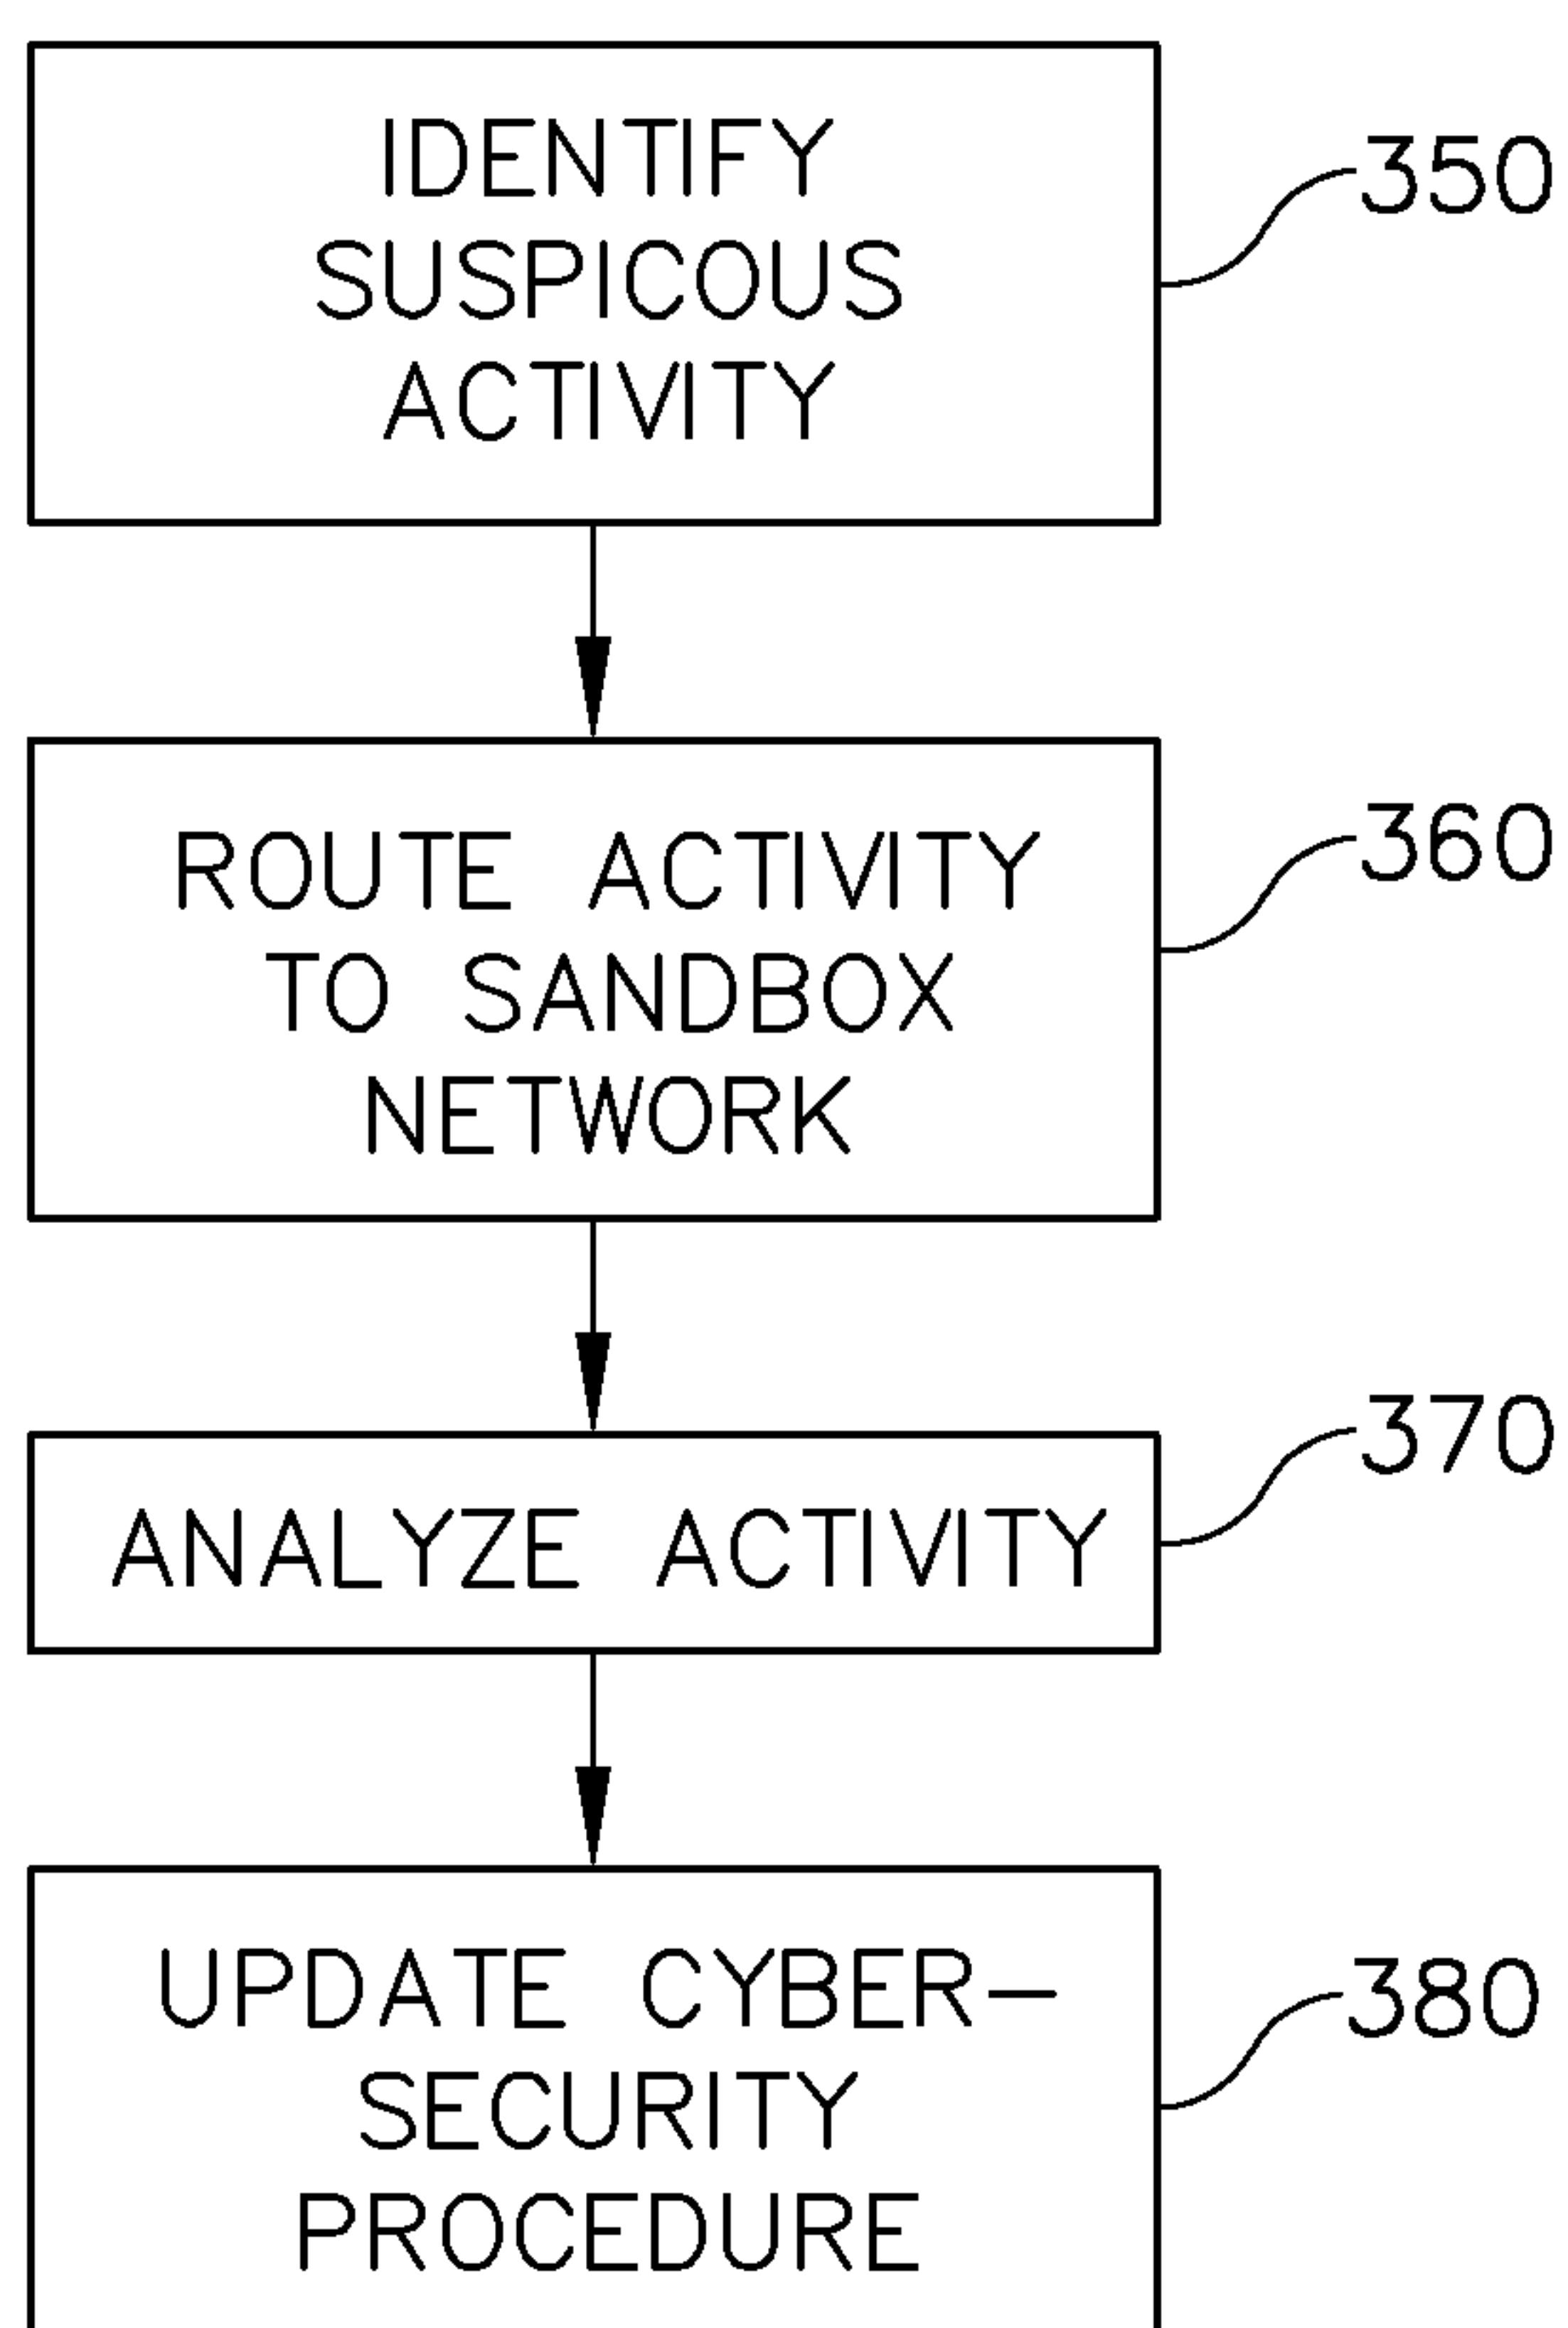 IDENTIFY
SUSPICOUS
ACTIVITY
350
ROUTE ACTIVITY
TO SANDBOX
NETWORK
360
ANALYZE ACTIVITY
370
UPDATE CYBER-
SECURITY
PROCEDURE
380